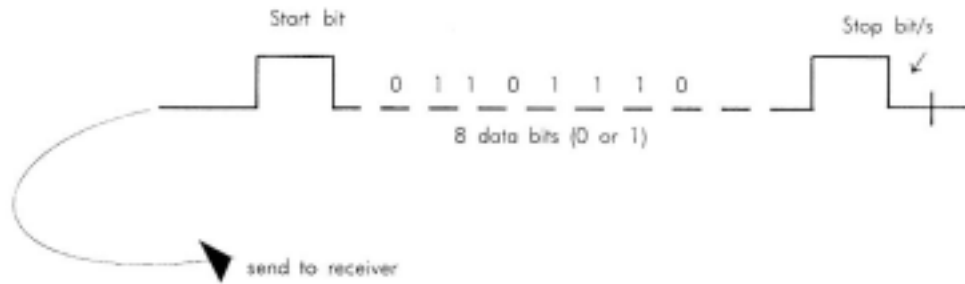 Start bit
Stop bit/s
0 1 1 0 1 1 1 0
8 data bits (0 or 1)
send to receiver